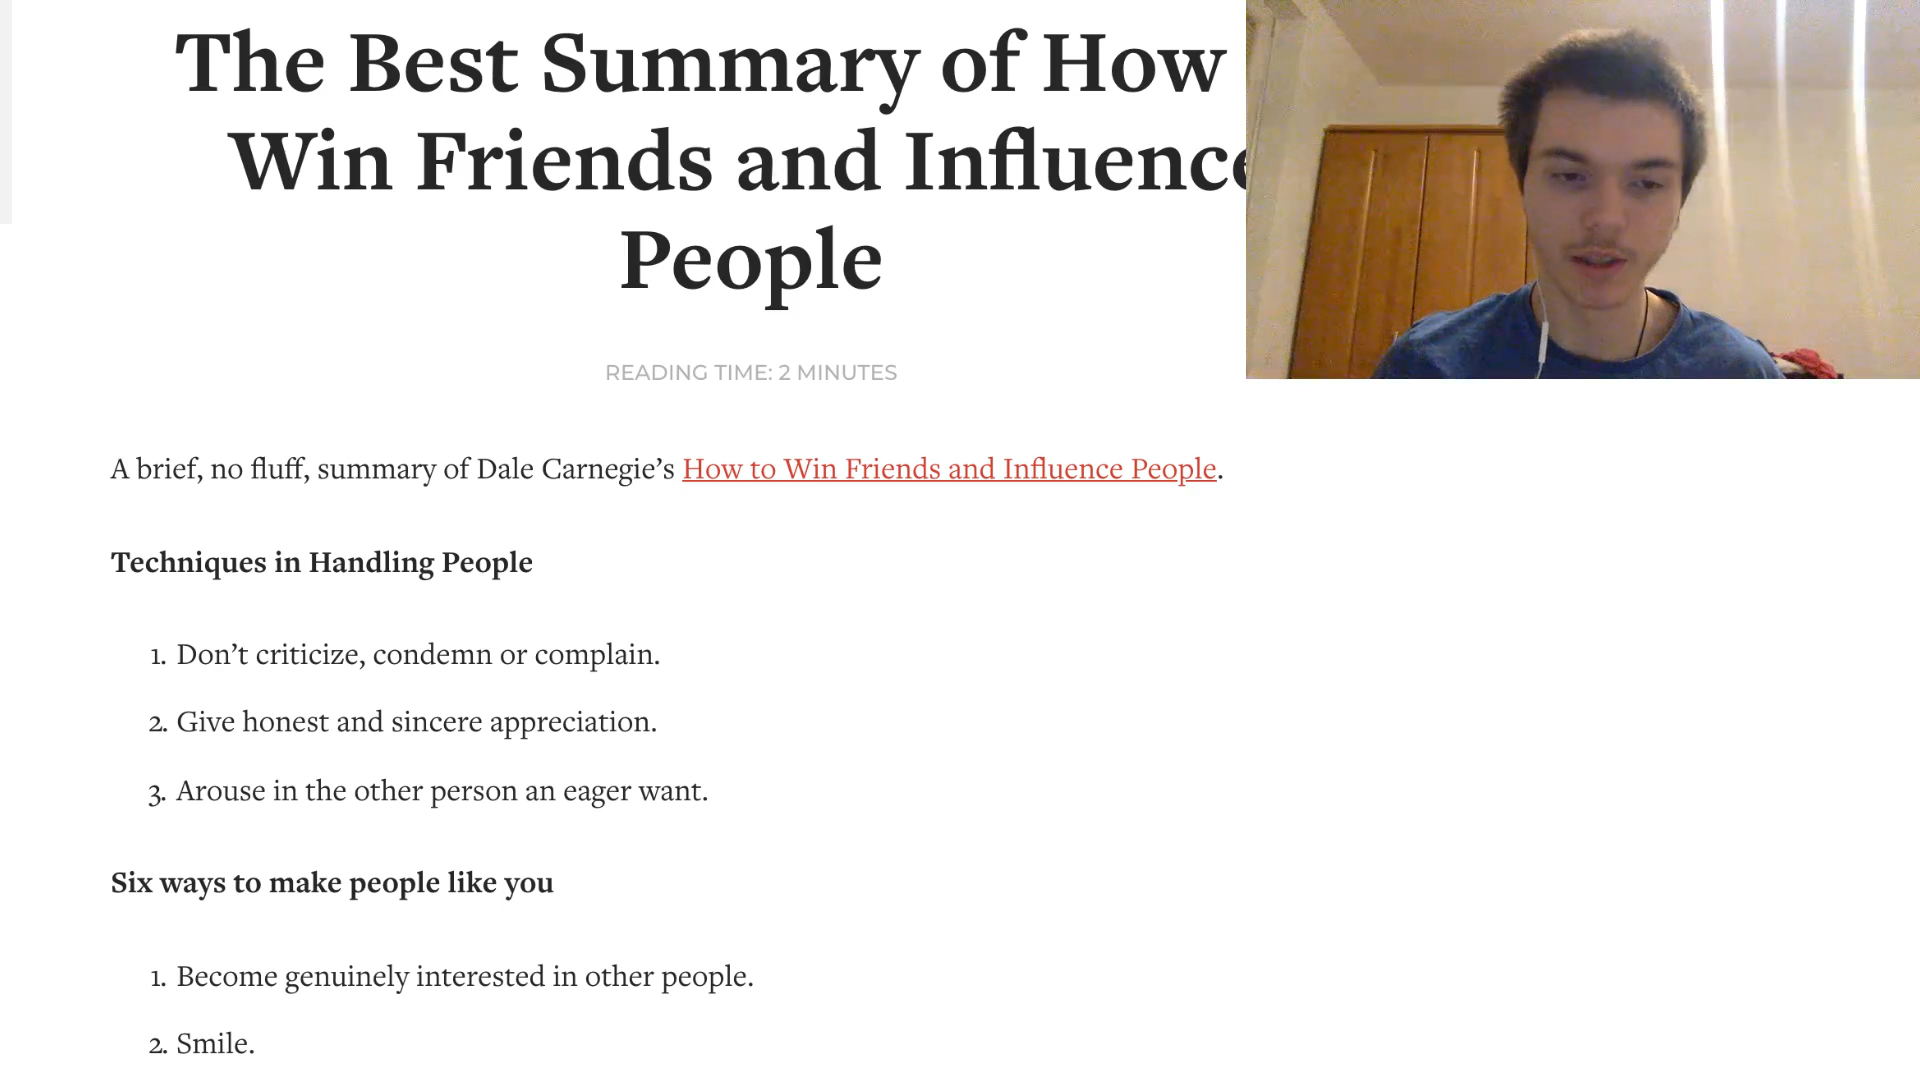 The Best Summary of How
Win Friends and Influence
People
READING TIME: 2 MINUTES
A brief, no fluff, summary of Dale Carnegie’s How to Win Friends and Influence People.
Techniques in Handling People
1. Don’t criticize, condemn or complain.
2. Give honest and sincere appreciation.
3. Arouse in the other person an eager want.
Six ways to make people like you
1. Become genuinely interested in other people.
2. Smile.